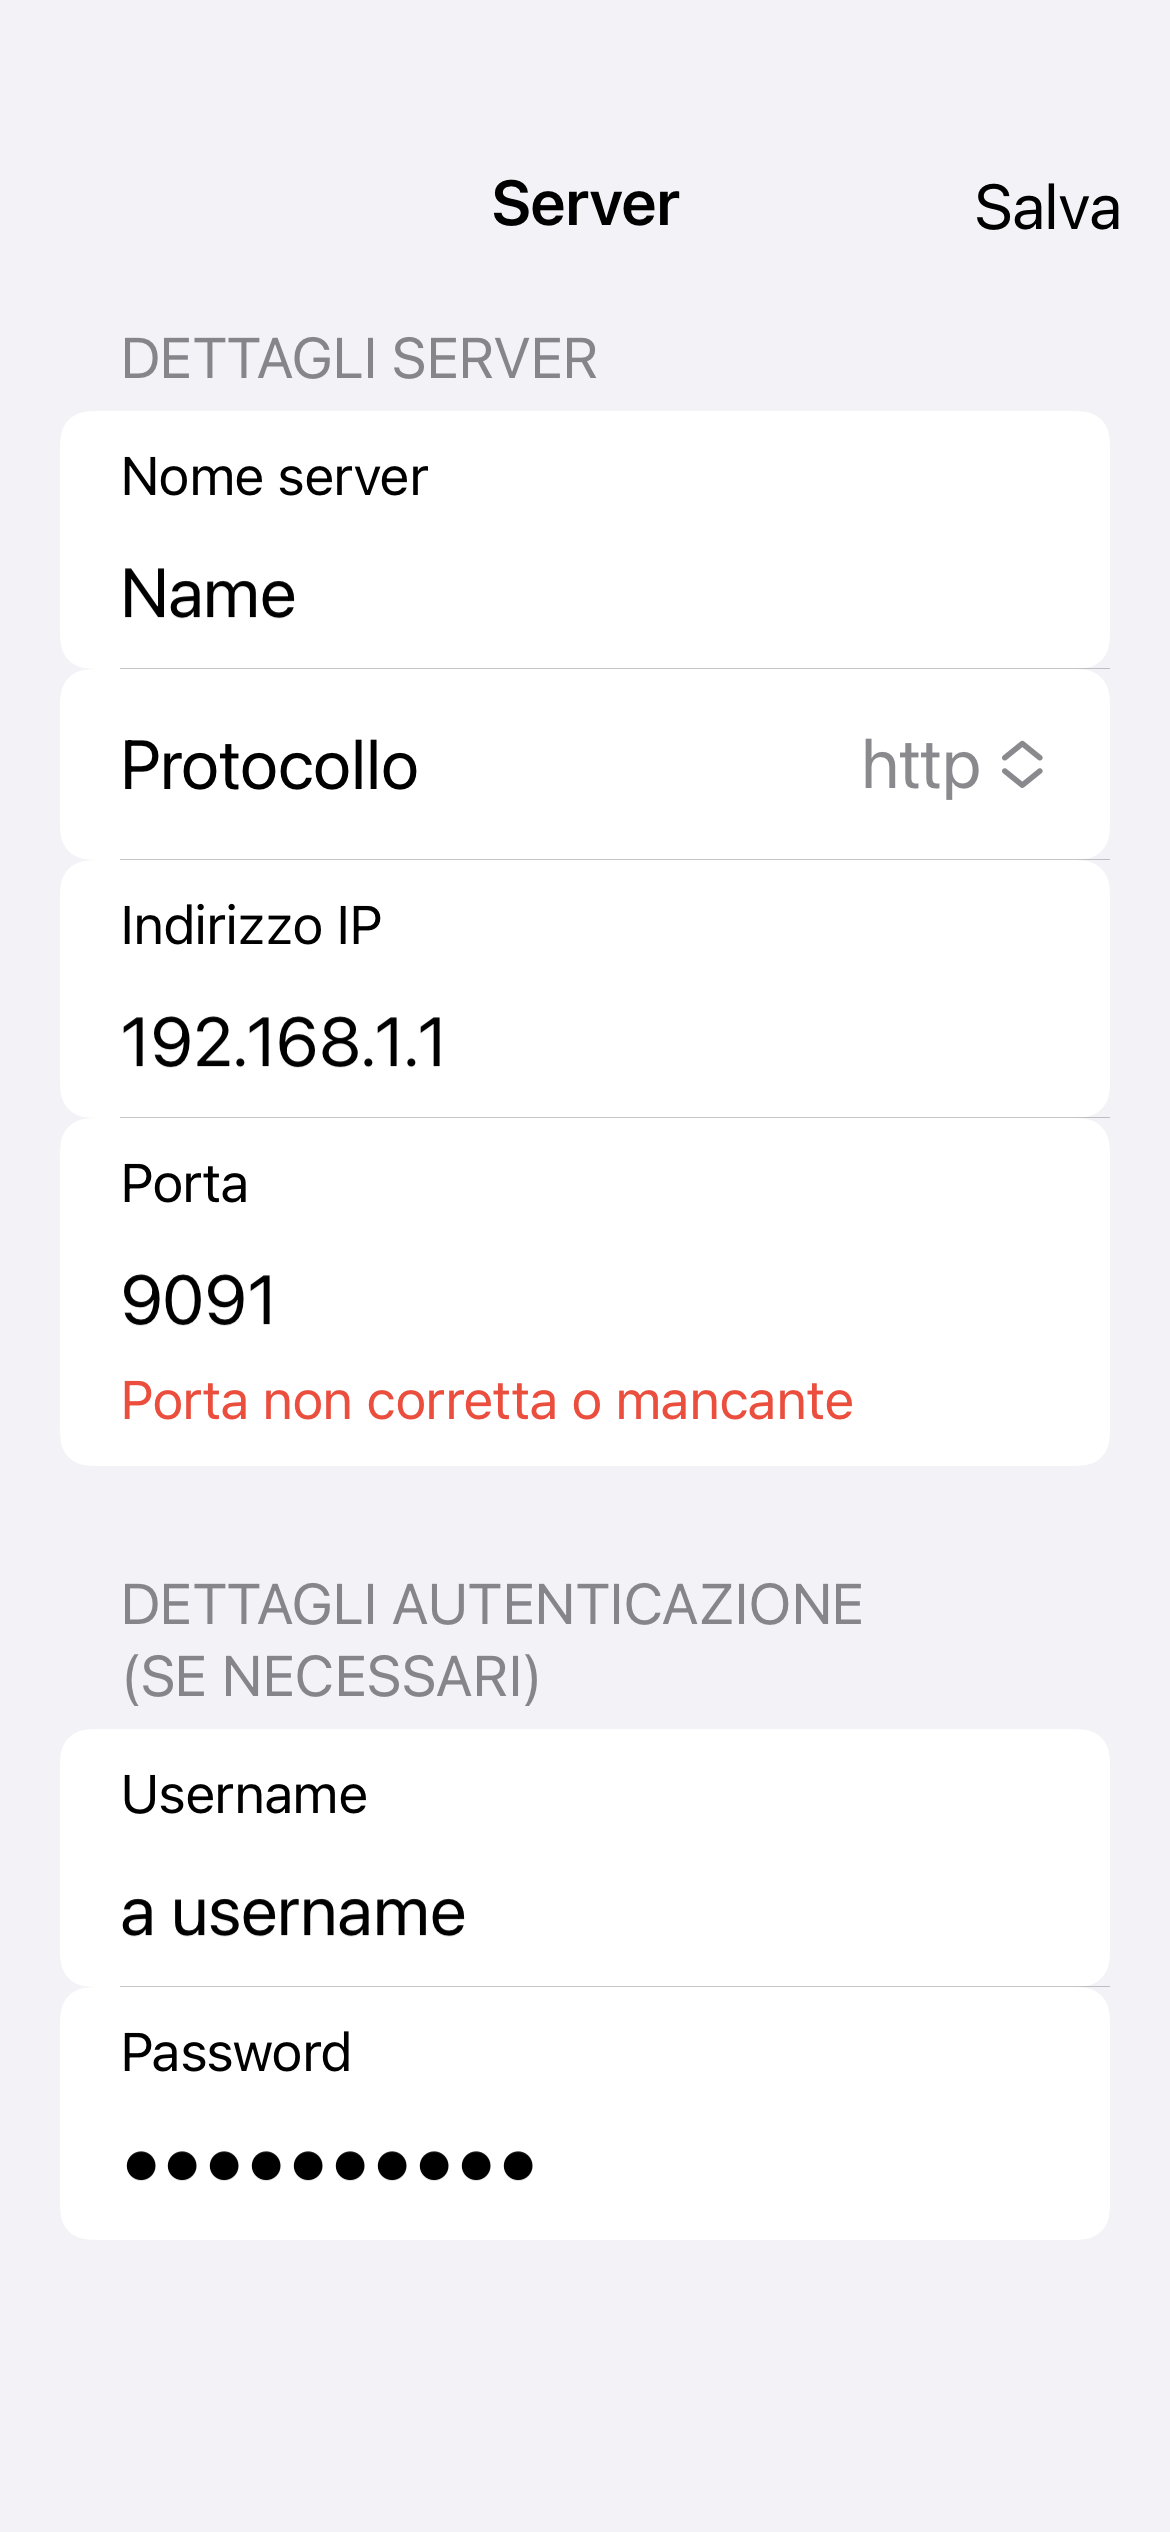 Server
Salva
DETTAGLI SERVER
Nome server
Name
Protocollo
http
Indirizzo IP
192.168.1.1
Porta
9091
Porta non corretta o mancante
DETTAGLI AUTENTICAZIONE
(SE NECESSARI)
Username
a username
Password
●●●●●●●●●●